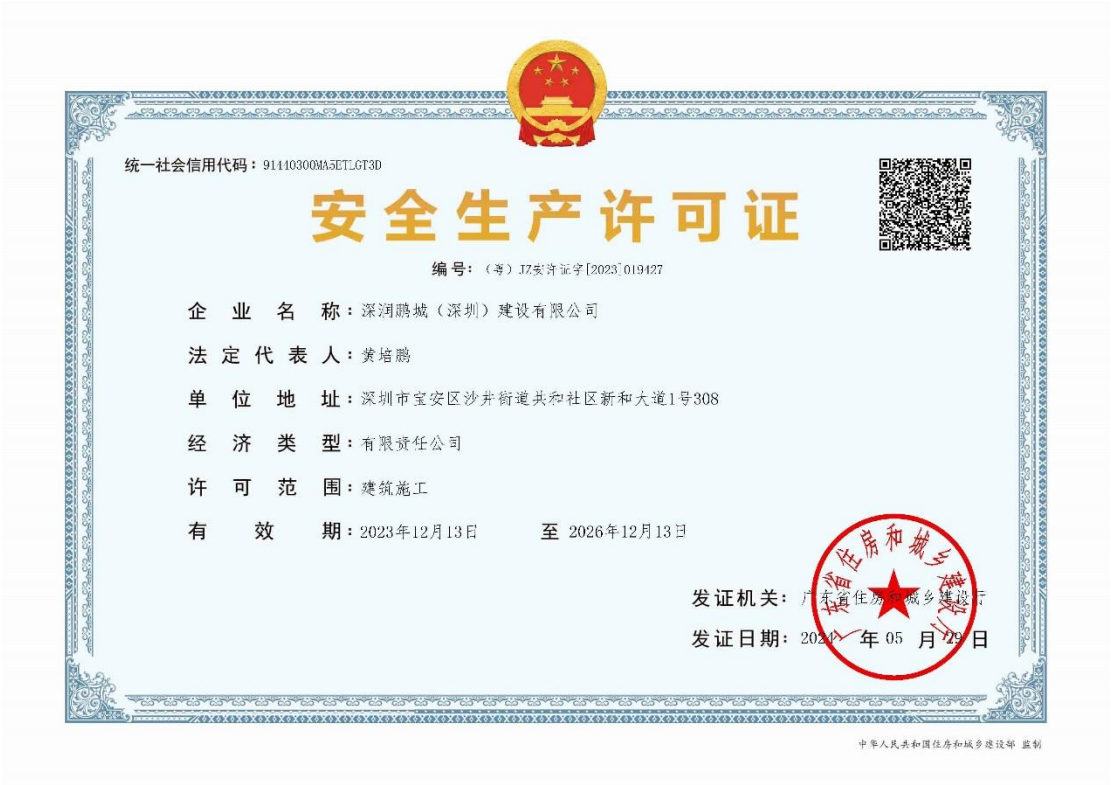 统一社会信用代码：91440300MA5ETLGT3D
安全生产许可证
编号：（粤）JZ安许证字[2023]019427
企业名称：深润鹏城（深圳）建设有限公司
法定代表人：黄培鹏
单位地址：深圳市宝安区沙井街道共和社区新和大道1号308
经济类型：有限责任公司
许可范围：建筑施工
有效期：2023年12月13日 至 2026年12月13日
广东省住房和城乡建设厅
发证机关：广东省住房和城乡建设厅
发证日期：2024 年 05 月 29 日
中华人民共和国住房和城乡建设部 监制